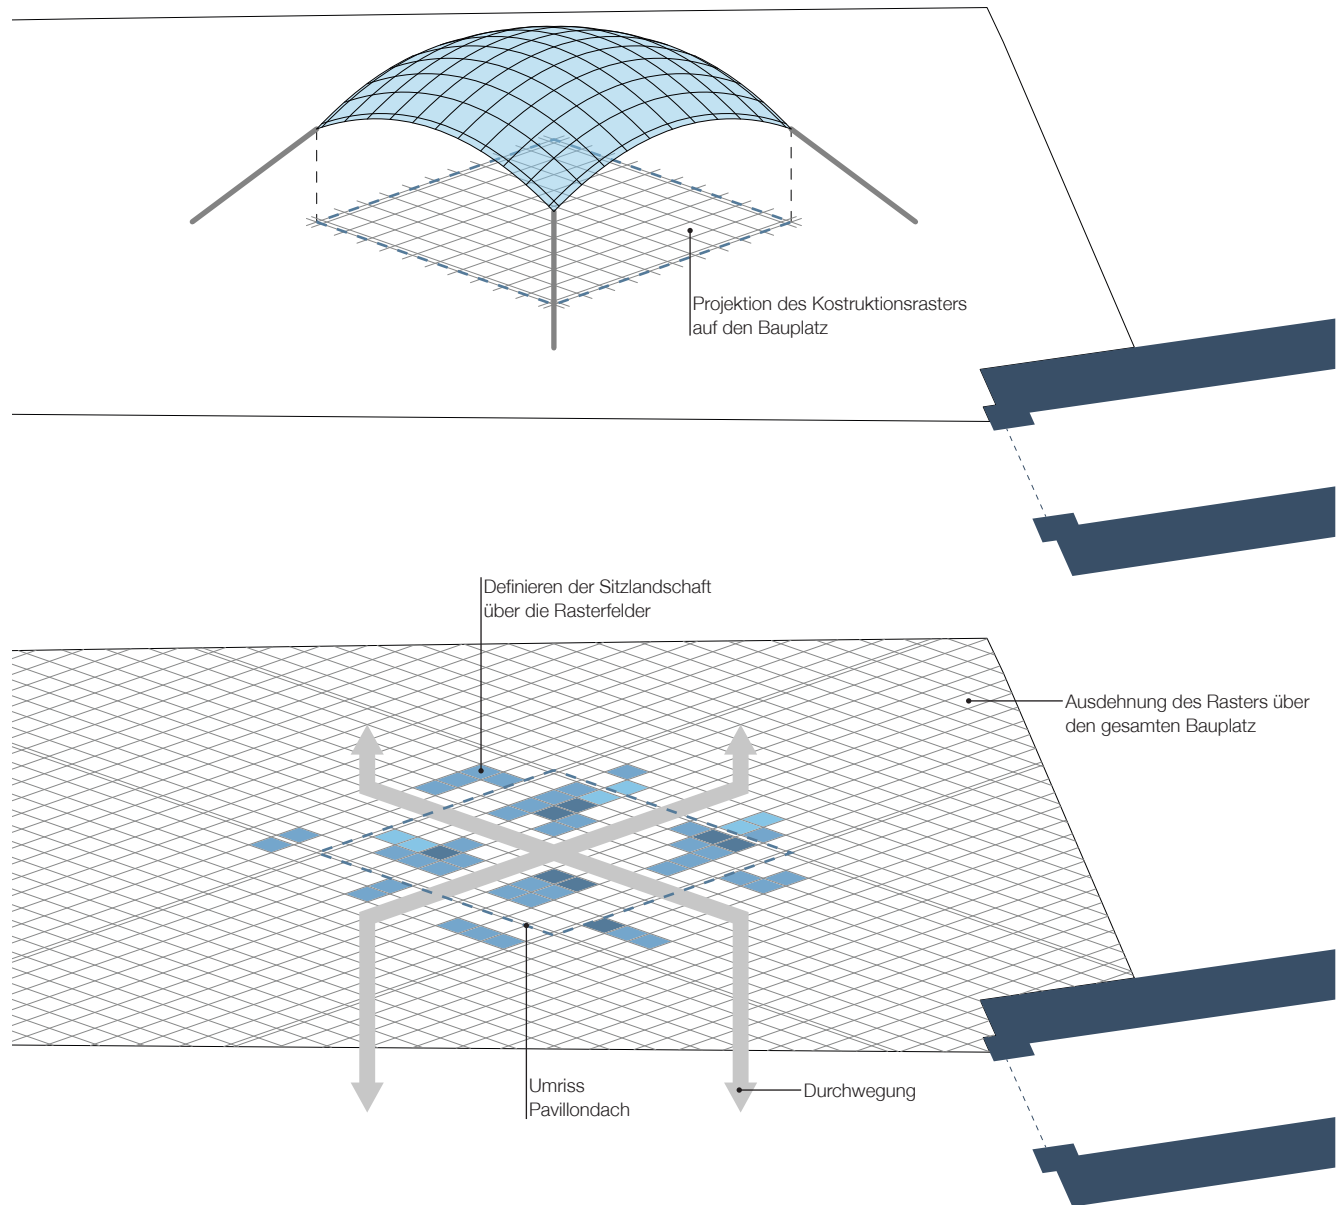 Projektion des Kostruktionsrasters
auf den Bauplatz
Definieren der Sitzlandschaft
über die Rasterfelder
Ausdehnung des Rasters über
den gesamten Bauplatz
Umriss
Pavillondach
Durchwegung